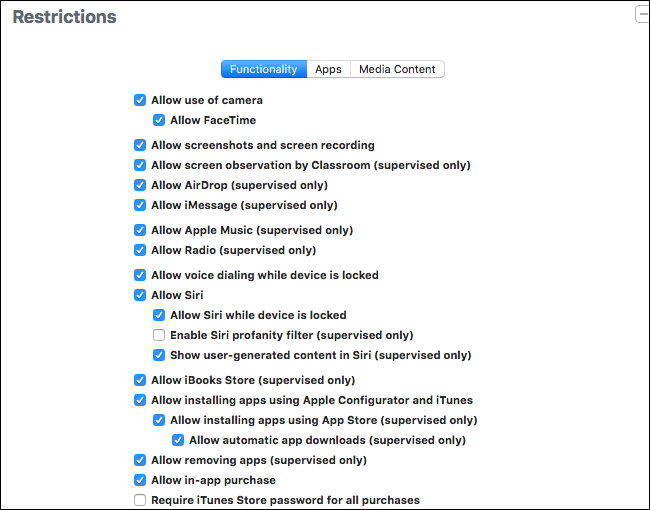 Restrictions
Functionality
Apps
Media Content
Allow use of camera
Allow FaceTime
Allow screenshots and screen recording
Allow screen observation by Classroom (supervised only)
Allow AirDrop (supervised only)
Allow iMessage (supervised only)
Allow Apple Music (supervised only)
Allow Radio (supervised only)
Allow voice dialing while device is locked
Allow Siri
Allow Siri while device is locked
Enable Siri profanity filter (supervised only)
Show user-generated content in Siri (supervised only)
Allow iBooks Store (supervised only)
Allow installing apps using Apple Configurator and iTunes
Allow installing apps using App Store (supervised only)
Allow automatic app downloads (supervised only)
Allow removing apps (supervised only)
Allow in-app purchase
Require iTunes Store password for all purchases